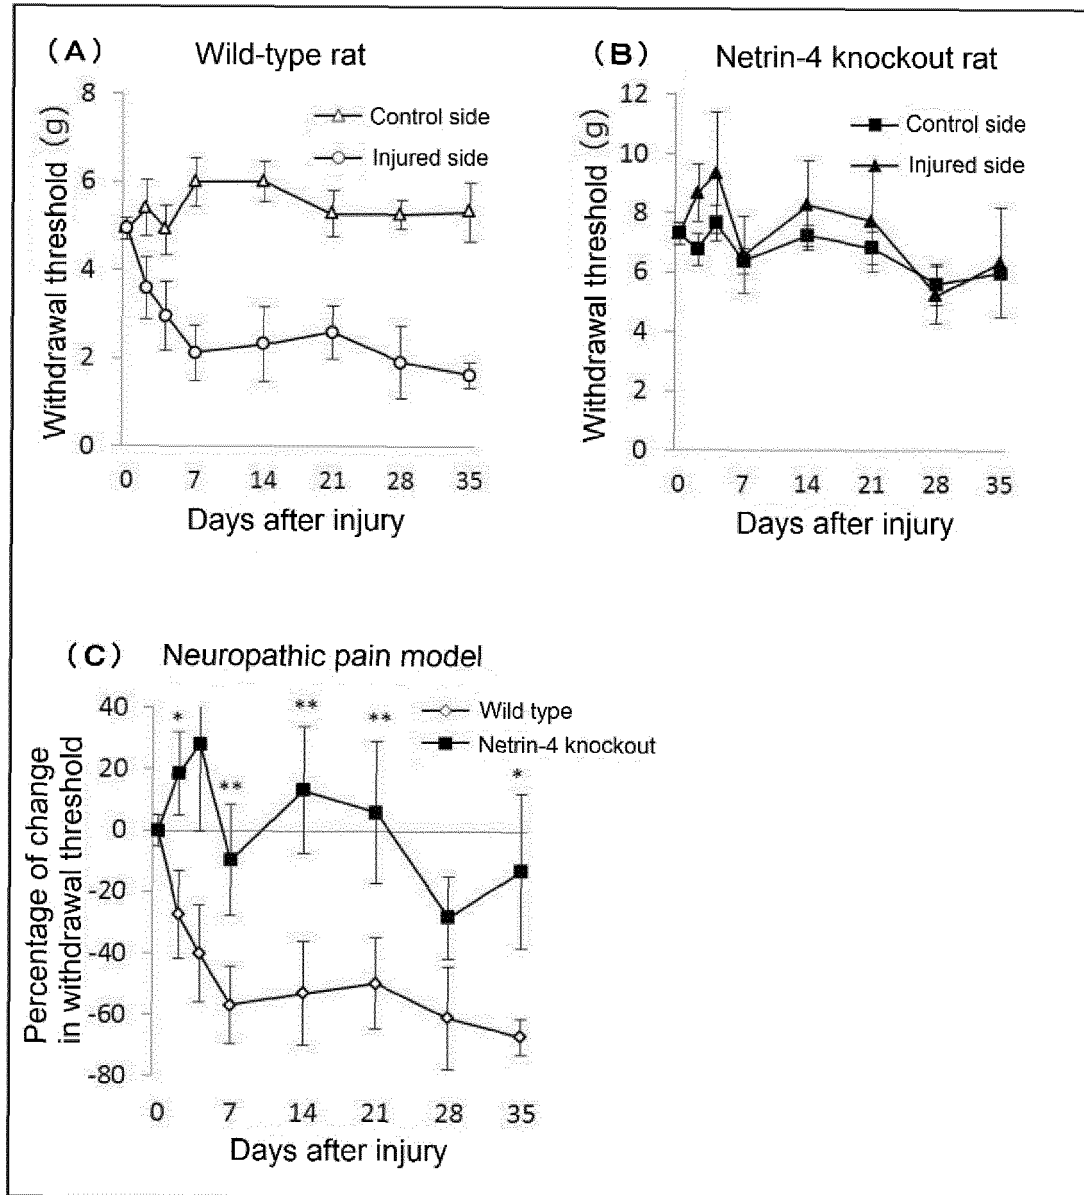 (A) Wild-type rat
Withdrawal threshold (g)
8
6
4
2
0
Control side
Injured side
0 7 14 21 28 35
Days after injury
(B) Netrin-4 knockout rat
Withdrawal threshold (g)
12
10
8
6
4
2
0
Control side
Injured side
0 7 14 21 28 35
Days after injury
(C) Neuropathic pain model
Percentage of change
in withdrawal threshold
40
20
0
-20
-40
-60
-80
Wild type
Netrin-4 knockout
* ** ** ** *
0 7 14 21 28 35
Days after injury